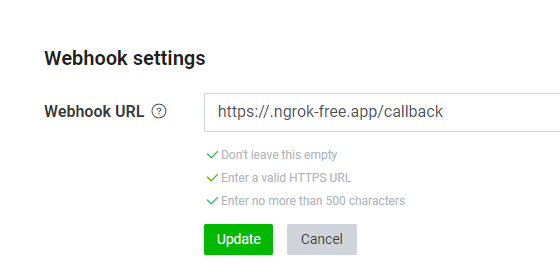 Webhook settings
Webhook URL ?
https://.ngrok-free.app/callback
Don't leave this empty
Enter a valid HTTPS URL
Enter no more than 500 characters
Update Cancel